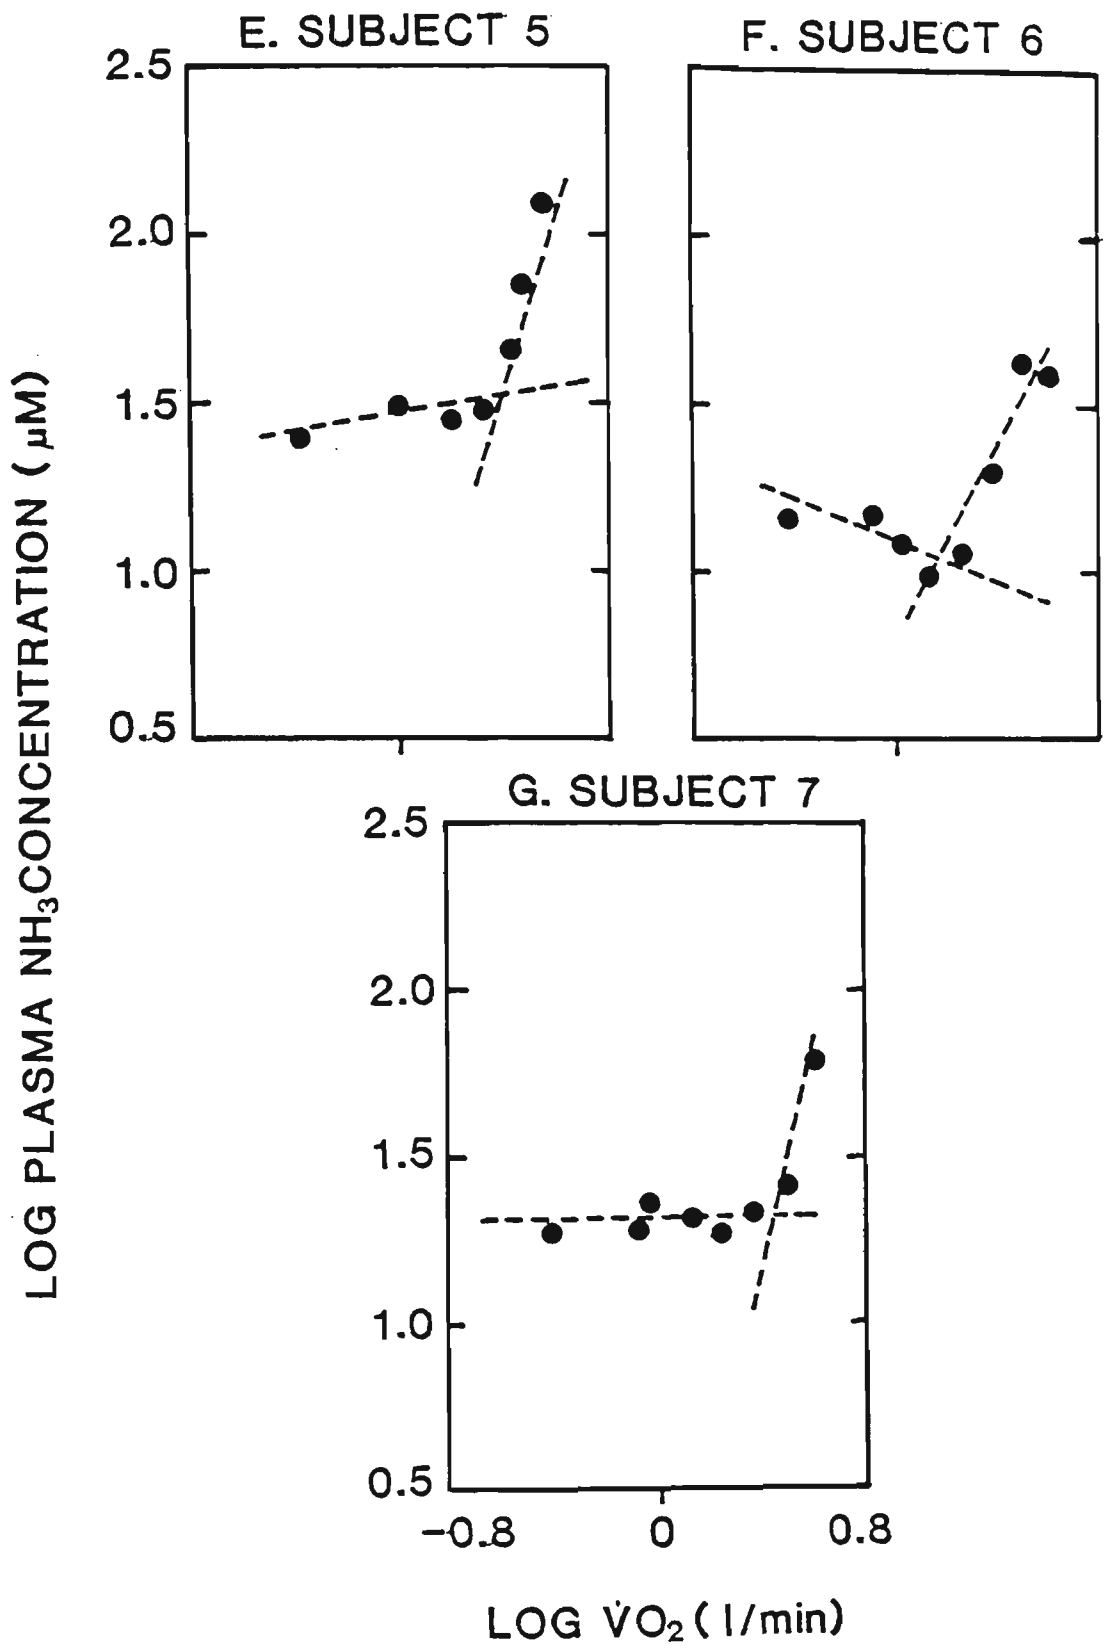 E. SUBJECT 5
F. SUBJECT 6
2.5
2.0
1.5
1.0
0.5
LOG PLASMA NH₃CONCENTRATION (μM)
G. SUBJECT 7
2.5
2.0
1.5
1.0
0.5
-0.8 0 0.8
LOG V̇O₂ (l/min)